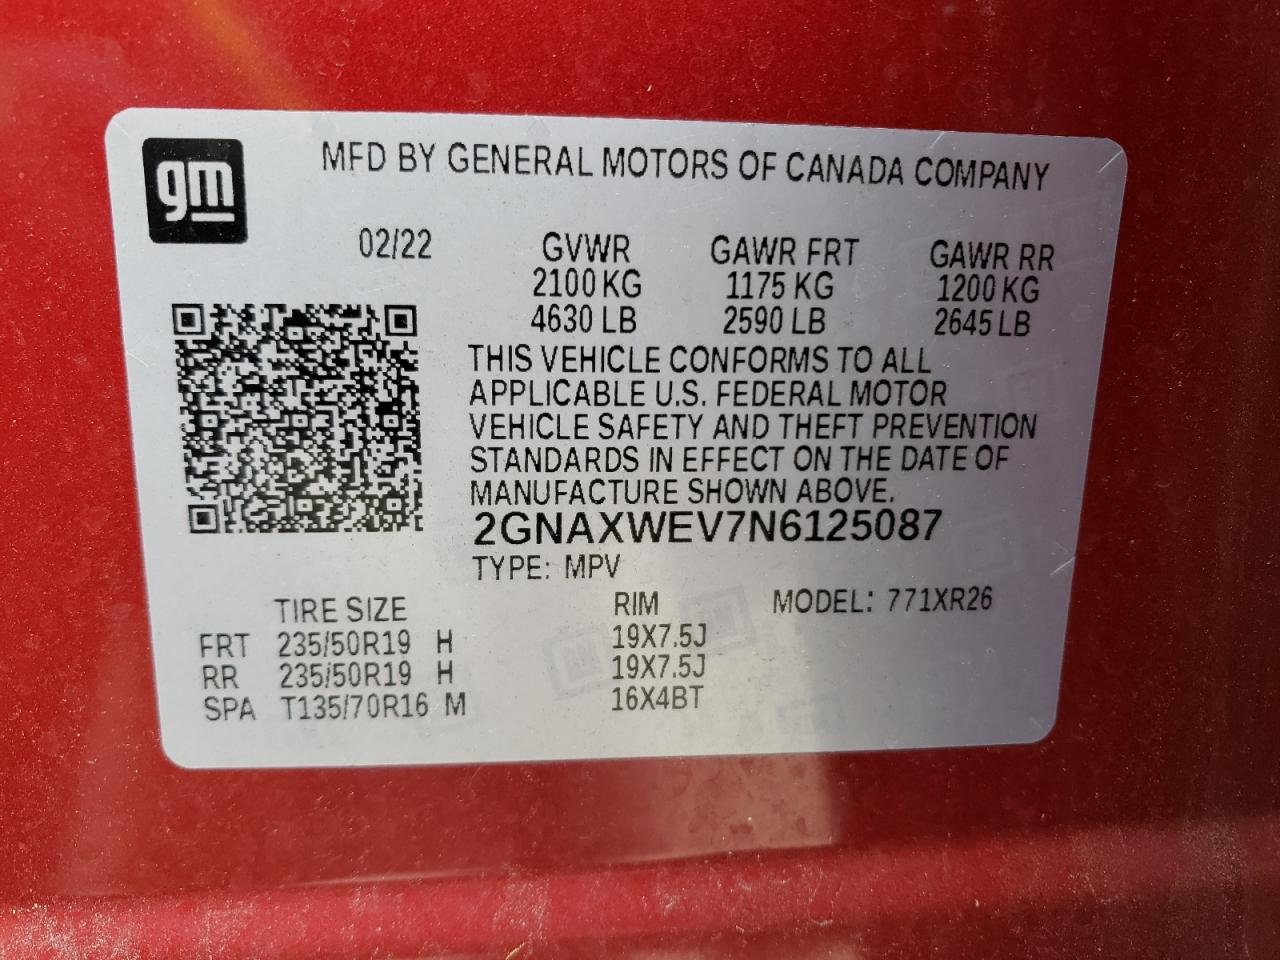 gm
MFD BY GENERAL MOTORS OF CANADA COMPANY
02/22 GVWR GAWR FRT GAWR RR
2100 KG 1175 KG 1200 KG
4630 LB 2590 LB 2645 LB
THIS VEHICLE CONFORMS TO ALL
APPLICABLE U.S. FEDERAL MOTOR
VEHICLE SAFETY AND THEFT PREVENTION
STANDARDS IN EFFECT ON THE DATE OF
MANUFACTURE SHOWN ABOVE.
2GNAXWEV7N6125087
TYPE: MPV
TIRE SIZE RIM MODEL: 771XR26
FRT 235/50R19 H 19X7.5J
RR 235/50R19 H 19X7.5J
SPA T135/70R16 M 16X4BT